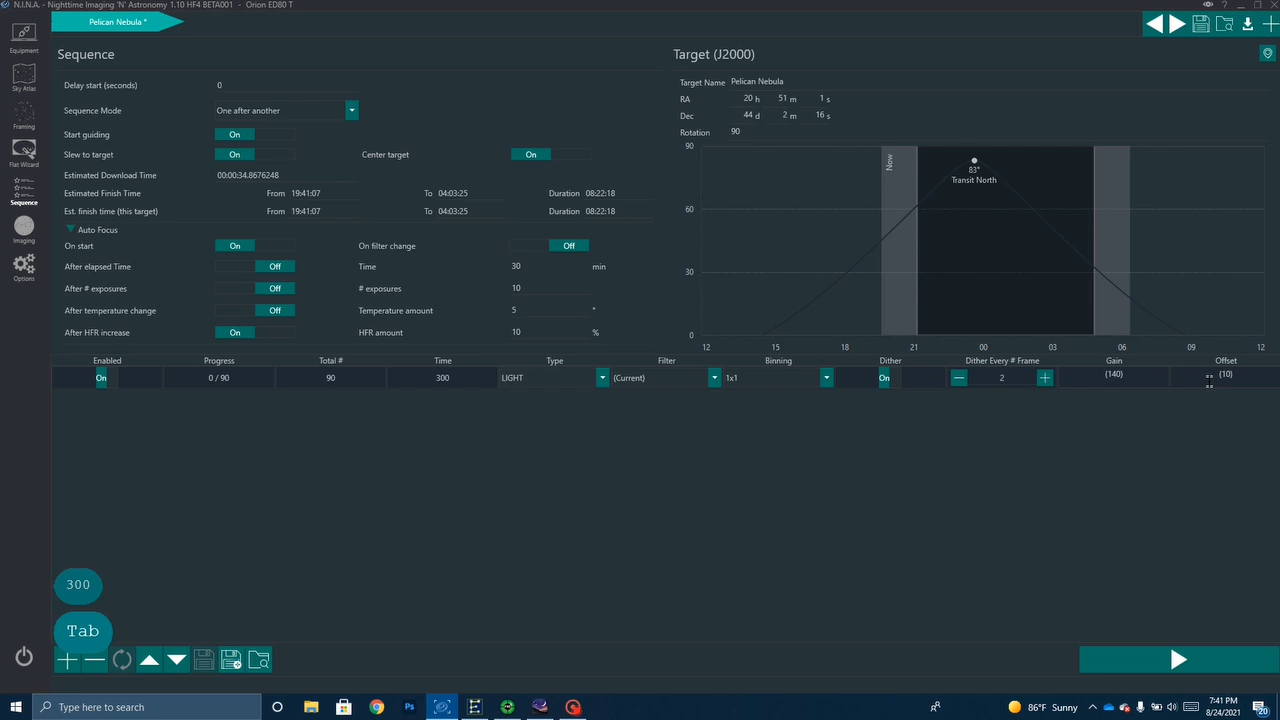 N.I.N.A. - Nighttime Imaging 'N' Astronomy 1.10 HF4 BETA001 - Orion ED80 T
Pelican Nebula *
Equipment
Sky Atlas
Framing
Flat Wizard
Sequence
Imaging
Options
Sequence
Delay start (seconds) 0
Sequence Mode One after another
Start guiding On
Slew to target On Center target On
Estimated Download Time 00:00:34.8676248
Estimated Finish Time From 19:41:07 To 04:03:25 Duration 08:22:18
Est. finish time (this target) From 19:41:07 To 04:03:25 Duration 08:22:18
Auto Focus
On start On On filter change Off
After elapsed Time Off Time 30 min
After # exposures Off # exposures 10
After temperature change Off Temperature amount 5 °
After HFR increase On HFR amount 10 %
Target (J2000)
Target Name Pelican Nebula
RA 20 h 51 m 1 s
Dec 44 d 2 m 16 s
Rotation 90
90
60
30
0
Now
83°
Transit North
12 15 18 21 00 03 06 09 12
Enabled Progress Total # Time Type Filter Binning Dither Dither Every # Frame Gain Offset
On 0 / 90 90 300 LIGHT (Current) 1x1 On 2 (140) (10)
300
Tab
Type here to search
Ps
86°F Sunny
7:41 PM
8/24/2021
20